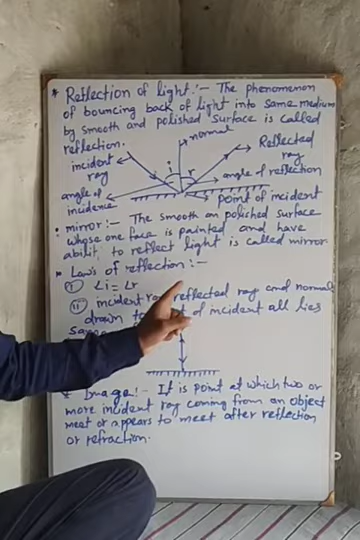 * Reflection of light :- The phenomenon
of bouncing back of light into same medium
by smooth and polished surface is called
reflection.
normal
incident
ray
Reflected
ray
i
r
angle of reflection
angle of
incidence
point of incident
• mirror :- The smooth an polished surface
whose one face is painted and have
ability to reflect light is called mirror
* Laws of reflection :-
(i) ∠i = ∠r
(ii) incident ray reflected ray and normal
drawn to of incident all lies
same
* Image :- It is point at which two or
more incident ray coming from an object
meet or appears to meet after reflection
or refraction.